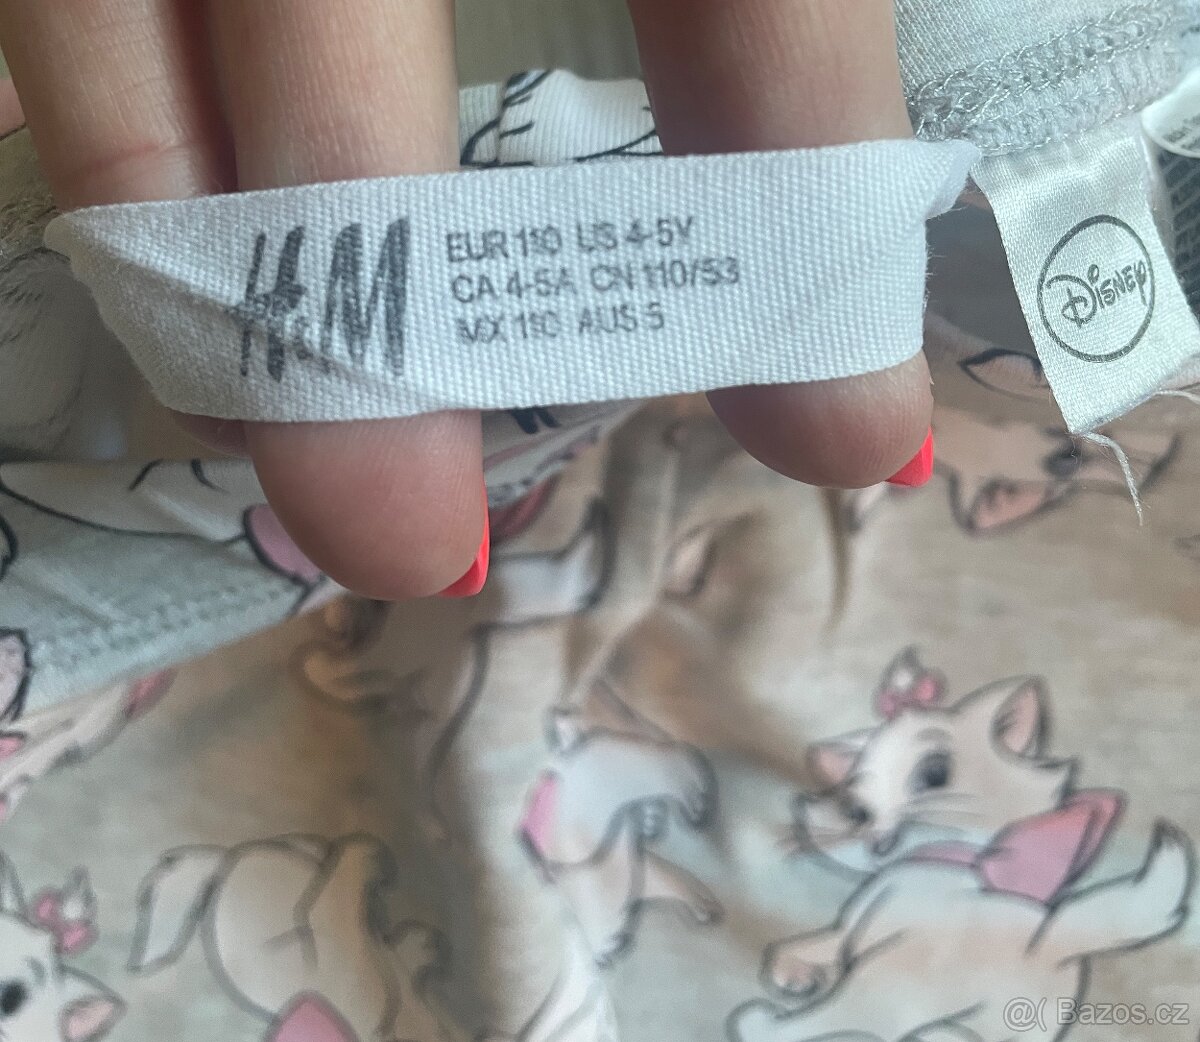 H&M
EUR 110 US 4-5Y
CA 4-5A CN 110/53
MX 110 AUS 5
Disney
@( Bazos.cz